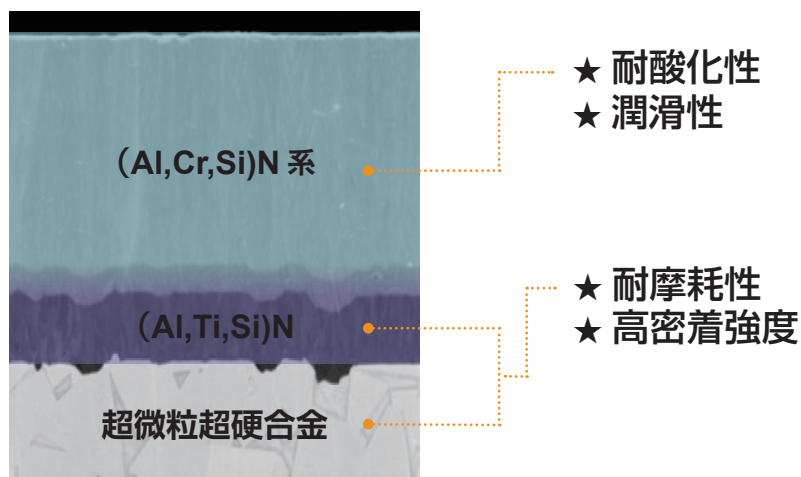 ★ 耐酸化性
★ 潤滑性
（Al,Cr,Si)N 系
★ 耐摩耗性
★ 高密着強度
（Al,Ti,Si)N
超微粒超硬合金